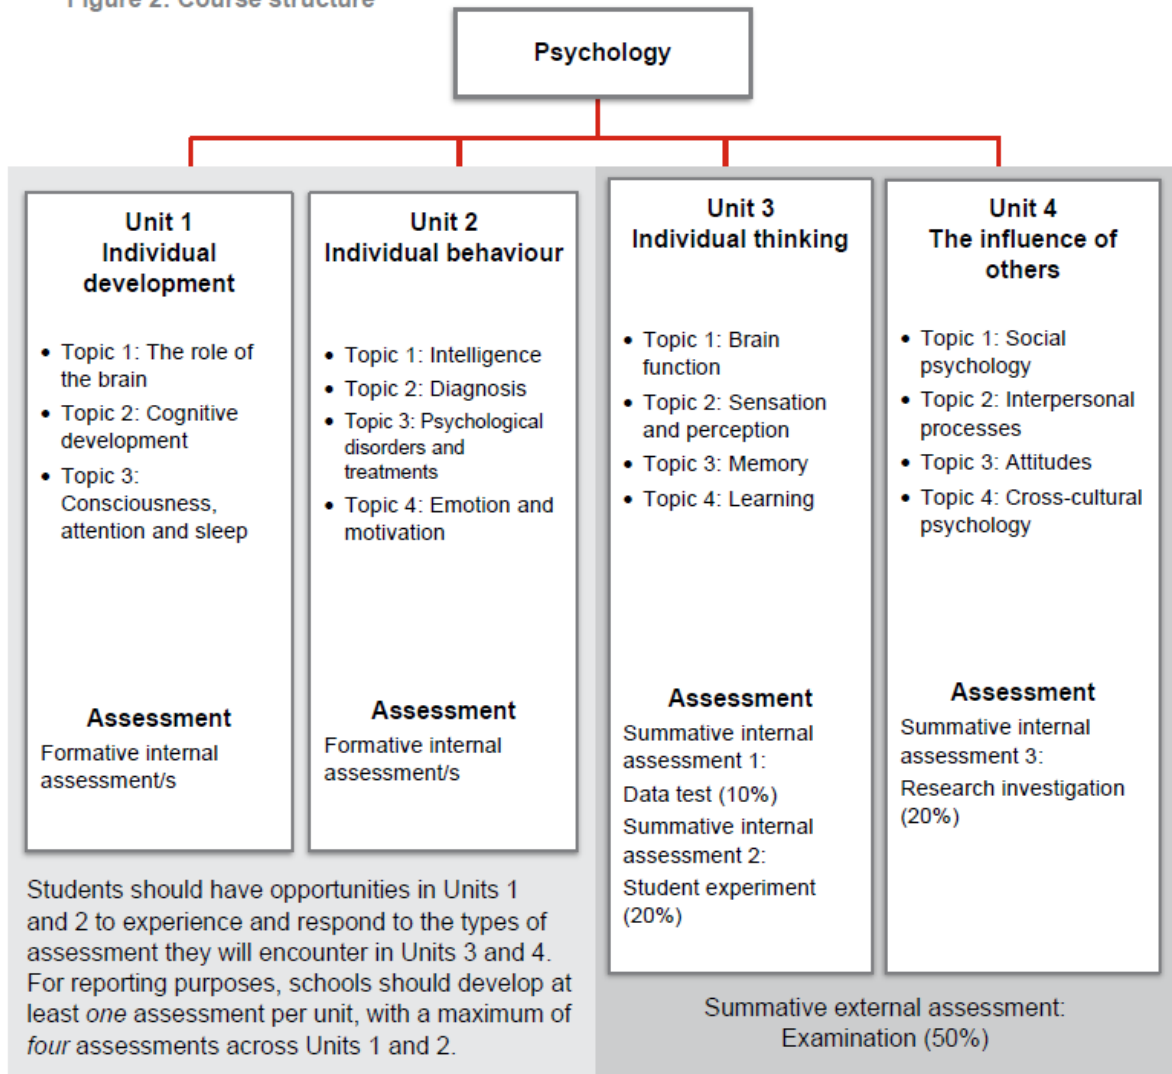 Figure 2: Course structure
Psychology
Unit 1
Individual
development
• Topic 1: The role of
the brain
• Topic 2: Cognitive
development
• Topic 3:
Consciousness,
attention and sleep
Assessment
Formative internal
assessment/s
Unit 2
Individual behaviour
• Topic 1: Intelligence
• Topic 2: Diagnosis
• Topic 3: Psychological
disorders and
treatments
• Topic 4: Emotion and
motivation
Assessment
Formative internal
assessment/s
Students should have opportunities in Units 1
and 2 to experience and respond to the types of
assessment they will encounter in Units 3 and 4.
For reporting purposes, schools should develop at
least one assessment per unit, with a maximum of
four assessments across Units 1 and 2.
Unit 3
Individual thinking
• Topic 1: Brain
function
• Topic 2: Sensation
and perception
• Topic 3: Memory
• Topic 4: Learning
Assessment
Summative internal
assessment 1:
Data test (10%)
Summative internal
assessment 2:
Student experiment
(20%)
Unit 4
The influence of
others
• Topic 1: Social
psychology
• Topic 2: Interpersonal
processes
• Topic 3: Attitudes
• Topic 4: Cross-cultural
psychology
Assessment
Summative internal
assessment 3:
Research investigation
(20%)
Summative external assessment:
Examination (50%)